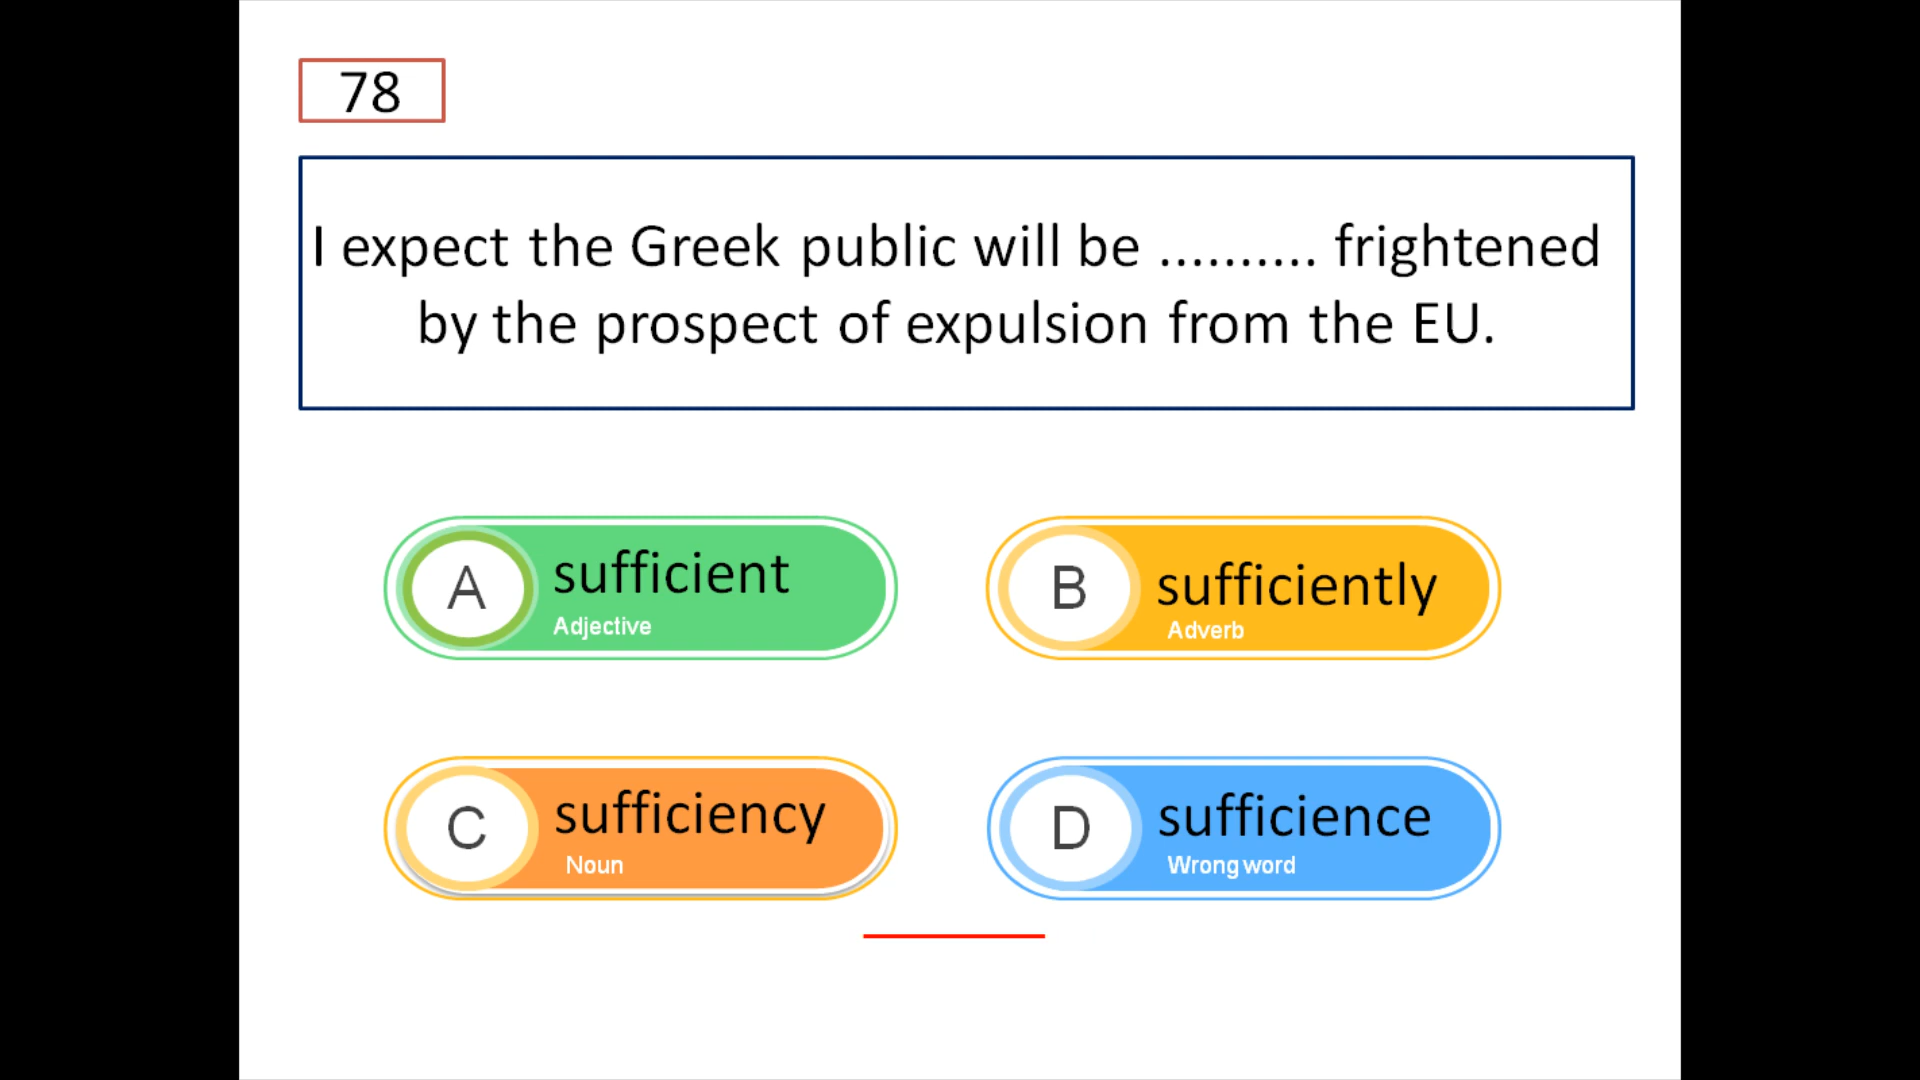 78
I expect the Greek public will be .......... frightened
by the prospect of expulsion from the EU.
A sufficient
Adjective
B sufficiently
Adverb
C sufficiency
Noun
D sufficience
Wrong word